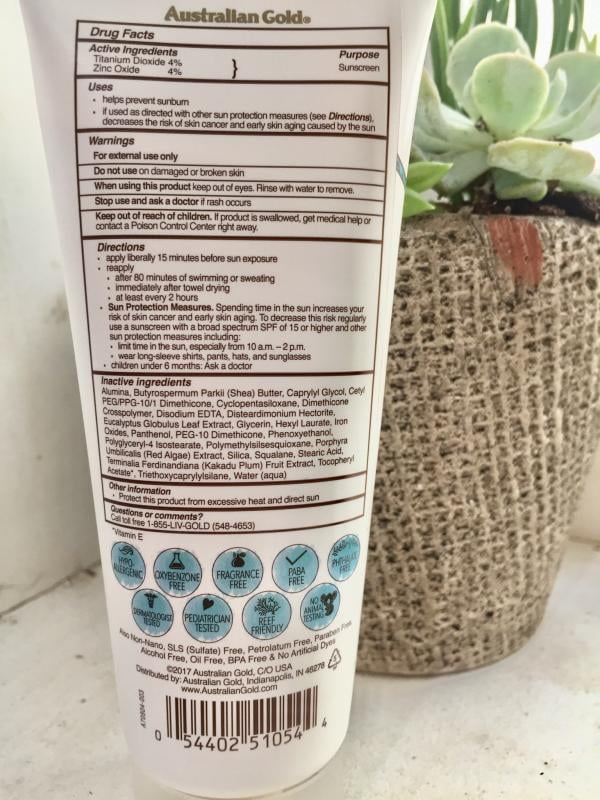 Australian Gold®
Drug Facts
Active Ingredients Purpose
Titanium Dioxide 4%
Zinc Oxide 4% } Sunscreen
Uses
• helps prevent sunburn
• if used as directed with other sun protection measures (see Directions),
decreases the risk of skin cancer and early skin aging caused by the sun
Warnings
For external use only
Do not use on damaged or broken skin
When using this product keep out of eyes. Rinse with water to remove.
Stop use and ask a doctor if rash occurs
Keep out of reach of children. If product is swallowed, get medical help or
contact a Poison Control Center right away.
Directions
• apply liberally 15 minutes before sun exposure
• reapply
• after 80 minutes of swimming or sweating
• immediately after towel drying
• at least every 2 hours
• Sun Protection Measures. Spending time in the sun increases your
risk of skin cancer and early skin aging. To decrease this risk regularly
use a sunscreen with a broad spectrum SPF of 15 or higher and other
sun protection measures including:
• limit time in the sun, especially from 10 a.m. – 2 p.m.
• wear long-sleeve shirts, pants, hats, and sunglasses
• children under 6 months: Ask a doctor
Inactive ingredients
Alumina, Butyrospermum Parkii (Shea) Butter, Caprylyl Glycol, Cetyl
PEG/PPG-10/1 Dimethicone, Cyclopentasiloxane, Dimethicone
Crosspolymer, Disodium EDTA, Disteardimonium Hectorite,
Eucalyptus Globulus Leaf Extract, Glycerin, Hexyl Laurate, Iron
Oxides, Panthenol, PEG-10 Dimethicone, Phenoxyethanol,
Polyglyceryl-4 Isostearate, Polymethylsilsesquioxane, Porphyra
Umbilicalis (Red Algae) Extract, Silica, Squalane, Stearic Acid,
Terminalia Ferdinandiana (Kakadu Plum) Fruit Extract, Tocopheryl
Acetate*, Triethoxycaprylylsilane, Water (aqua)
Other information
• Protect this product from excessive heat and direct sun
Questions or comments?
Call toll free 1-855-LIV-GOLD (548-4653)
*Vitamin E
HYPO-
ALLERGENIC
OXYBENZONE
FREE
FRAGRANCE
FREE
PABA
FREE
PHTHALATE
FREE
DERMATOLOGIST
TESTED
PEDIATRICIAN
TESTED
REEF
FRIENDLY
NO
ANIMAL
TESTING
Also Non-Nano, SLS (Sulfate) Free, Petrolatum Free, Paraben Free,
Alcohol Free, Oil Free, BPA Free & No Artificial Dyes
©2017 Australian Gold, C/O USA
Distributed by: Australian Gold, Indianapolis, IN 46278
www.AustralianGold.com
A70804-003
0 54402 51054 4